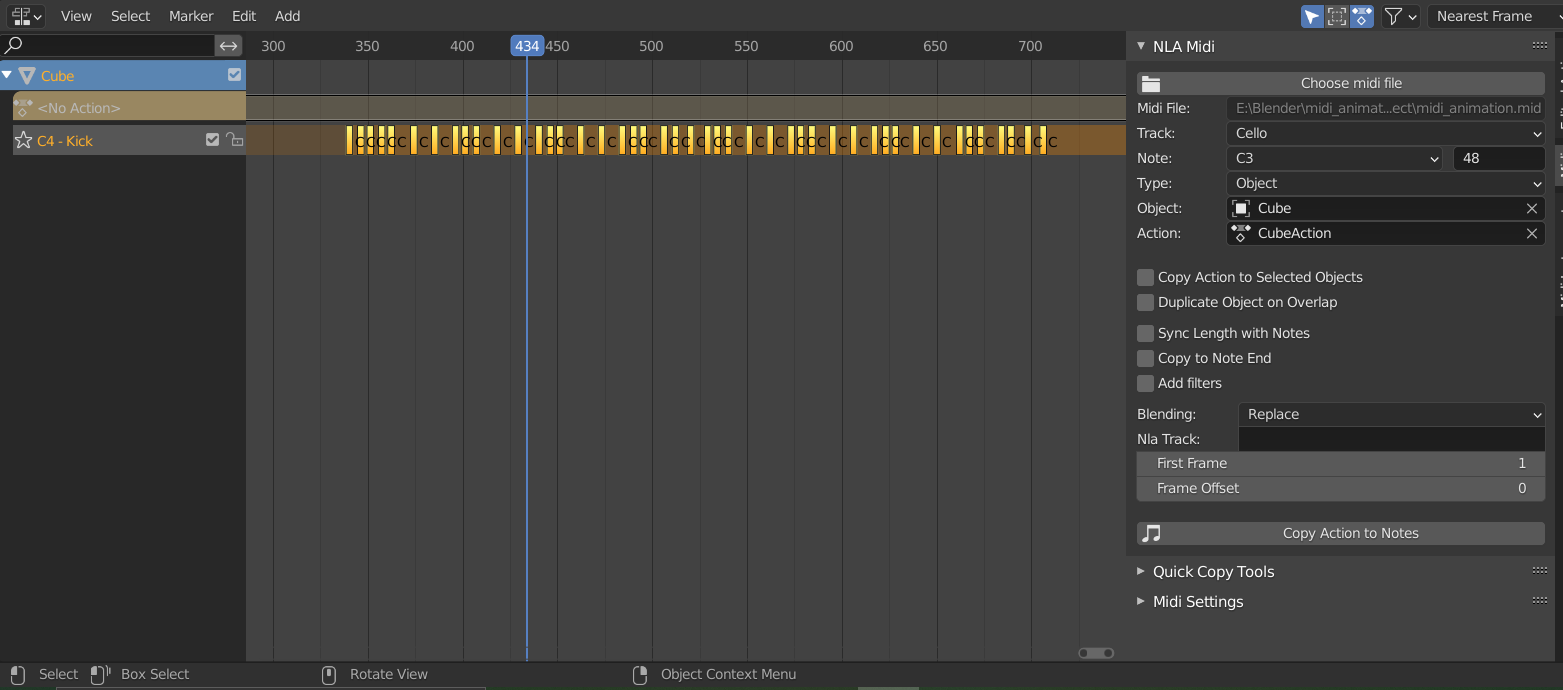 View Select Marker Edit Add Nearest Frame
300 350 400 434 450 500 550 600 650 700
NLA Midi
Cube
Choose midi file
<No Action>
Midi File: E:\Blender\midi_animat...ect\midi_animation.mid
Track: Cello
C4 - Kick
Note: C3 48
Type: Object
Object: Cube
Action: CubeAction
Copy Action to Selected Objects
Duplicate Object on Overlap
Sync Length with Notes
Copy to Note End
Add filters
Blending: Replace
Nla Track:
First Frame 1
Frame Offset 0
Copy Action to Notes
Quick Copy Tools
Midi Settings
Select Box Select Rotate View Object Context Menu